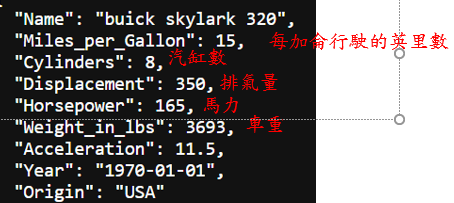 "Name": "buick skylark 320",
"Miles_per_Gallon": 15, 每加侖行駛的英里數
"Cylinders": 8, 汽缸數
"Displacement": 350, 排氣量
"Horsepower": 165, 馬力
"Weight_in_lbs": 3693, 車重
"Acceleration": 11.5,
"Year": "1970-01-01",
"Origin": "USA"